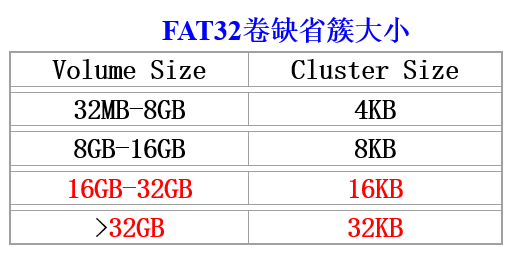 FAT32卷缺省簇大小
Volume Size Cluster Size
32MB-8GB 4KB
8GB-16GB 8KB
16GB-32GB 16KB
>32GB 32KB